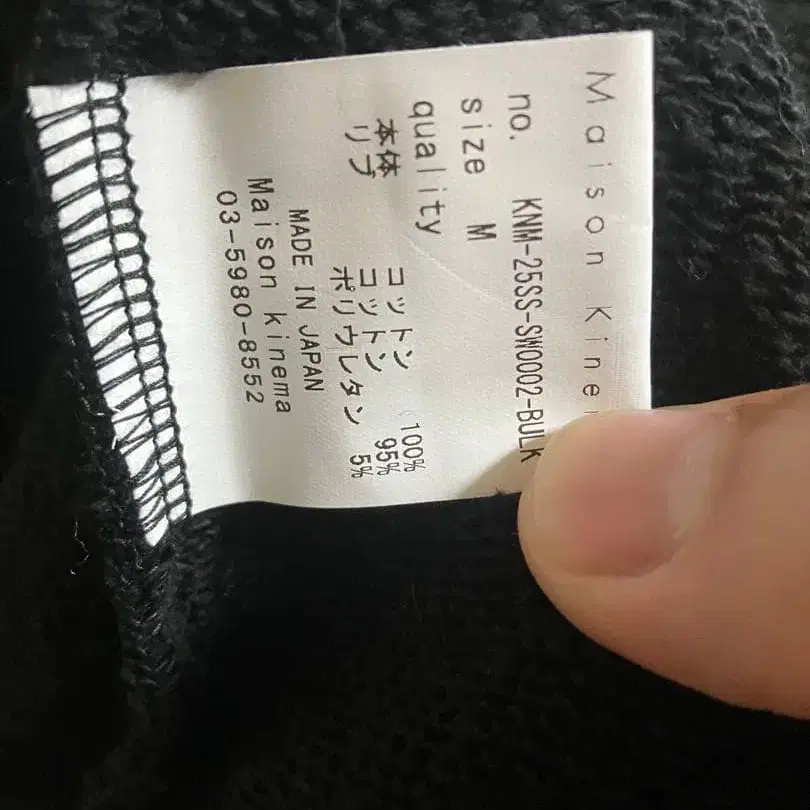 Maison Kine
no. KNM-25SS-SW0002-BULK
size M
quality
本体 コットン 100%
リブ コットン 95%
ポリウレタン 5%
MADE IN JAPAN
Maison kinema
03-5980-8552